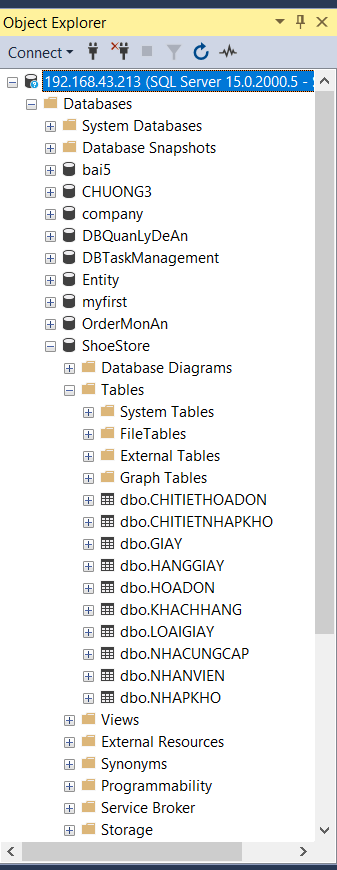 Object Explorer
Connect
192.168.43.213 (SQL Server 15.0.2000.5 -
Databases
System Databases
Database Snapshots
bai5
CHUONG3
company
DBQuanLyDeAn
DBTaskManagement
Entity
myfirst
OrderMonAn
ShoeStore
Database Diagrams
Tables
System Tables
FileTables
External Tables
Graph Tables
dbo.CHITIETHOADON
dbo.CHITIETNHAPKHO
dbo.GIAY
dbo.HANGGIAY
dbo.HOADON
dbo.KHACHHANG
dbo.LOAIGIAY
dbo.NHACUNGCAP
dbo.NHANVIEN
dbo.NHAPKHO
Views
External Resources
Synonyms
Programmability
Service Broker
Storage